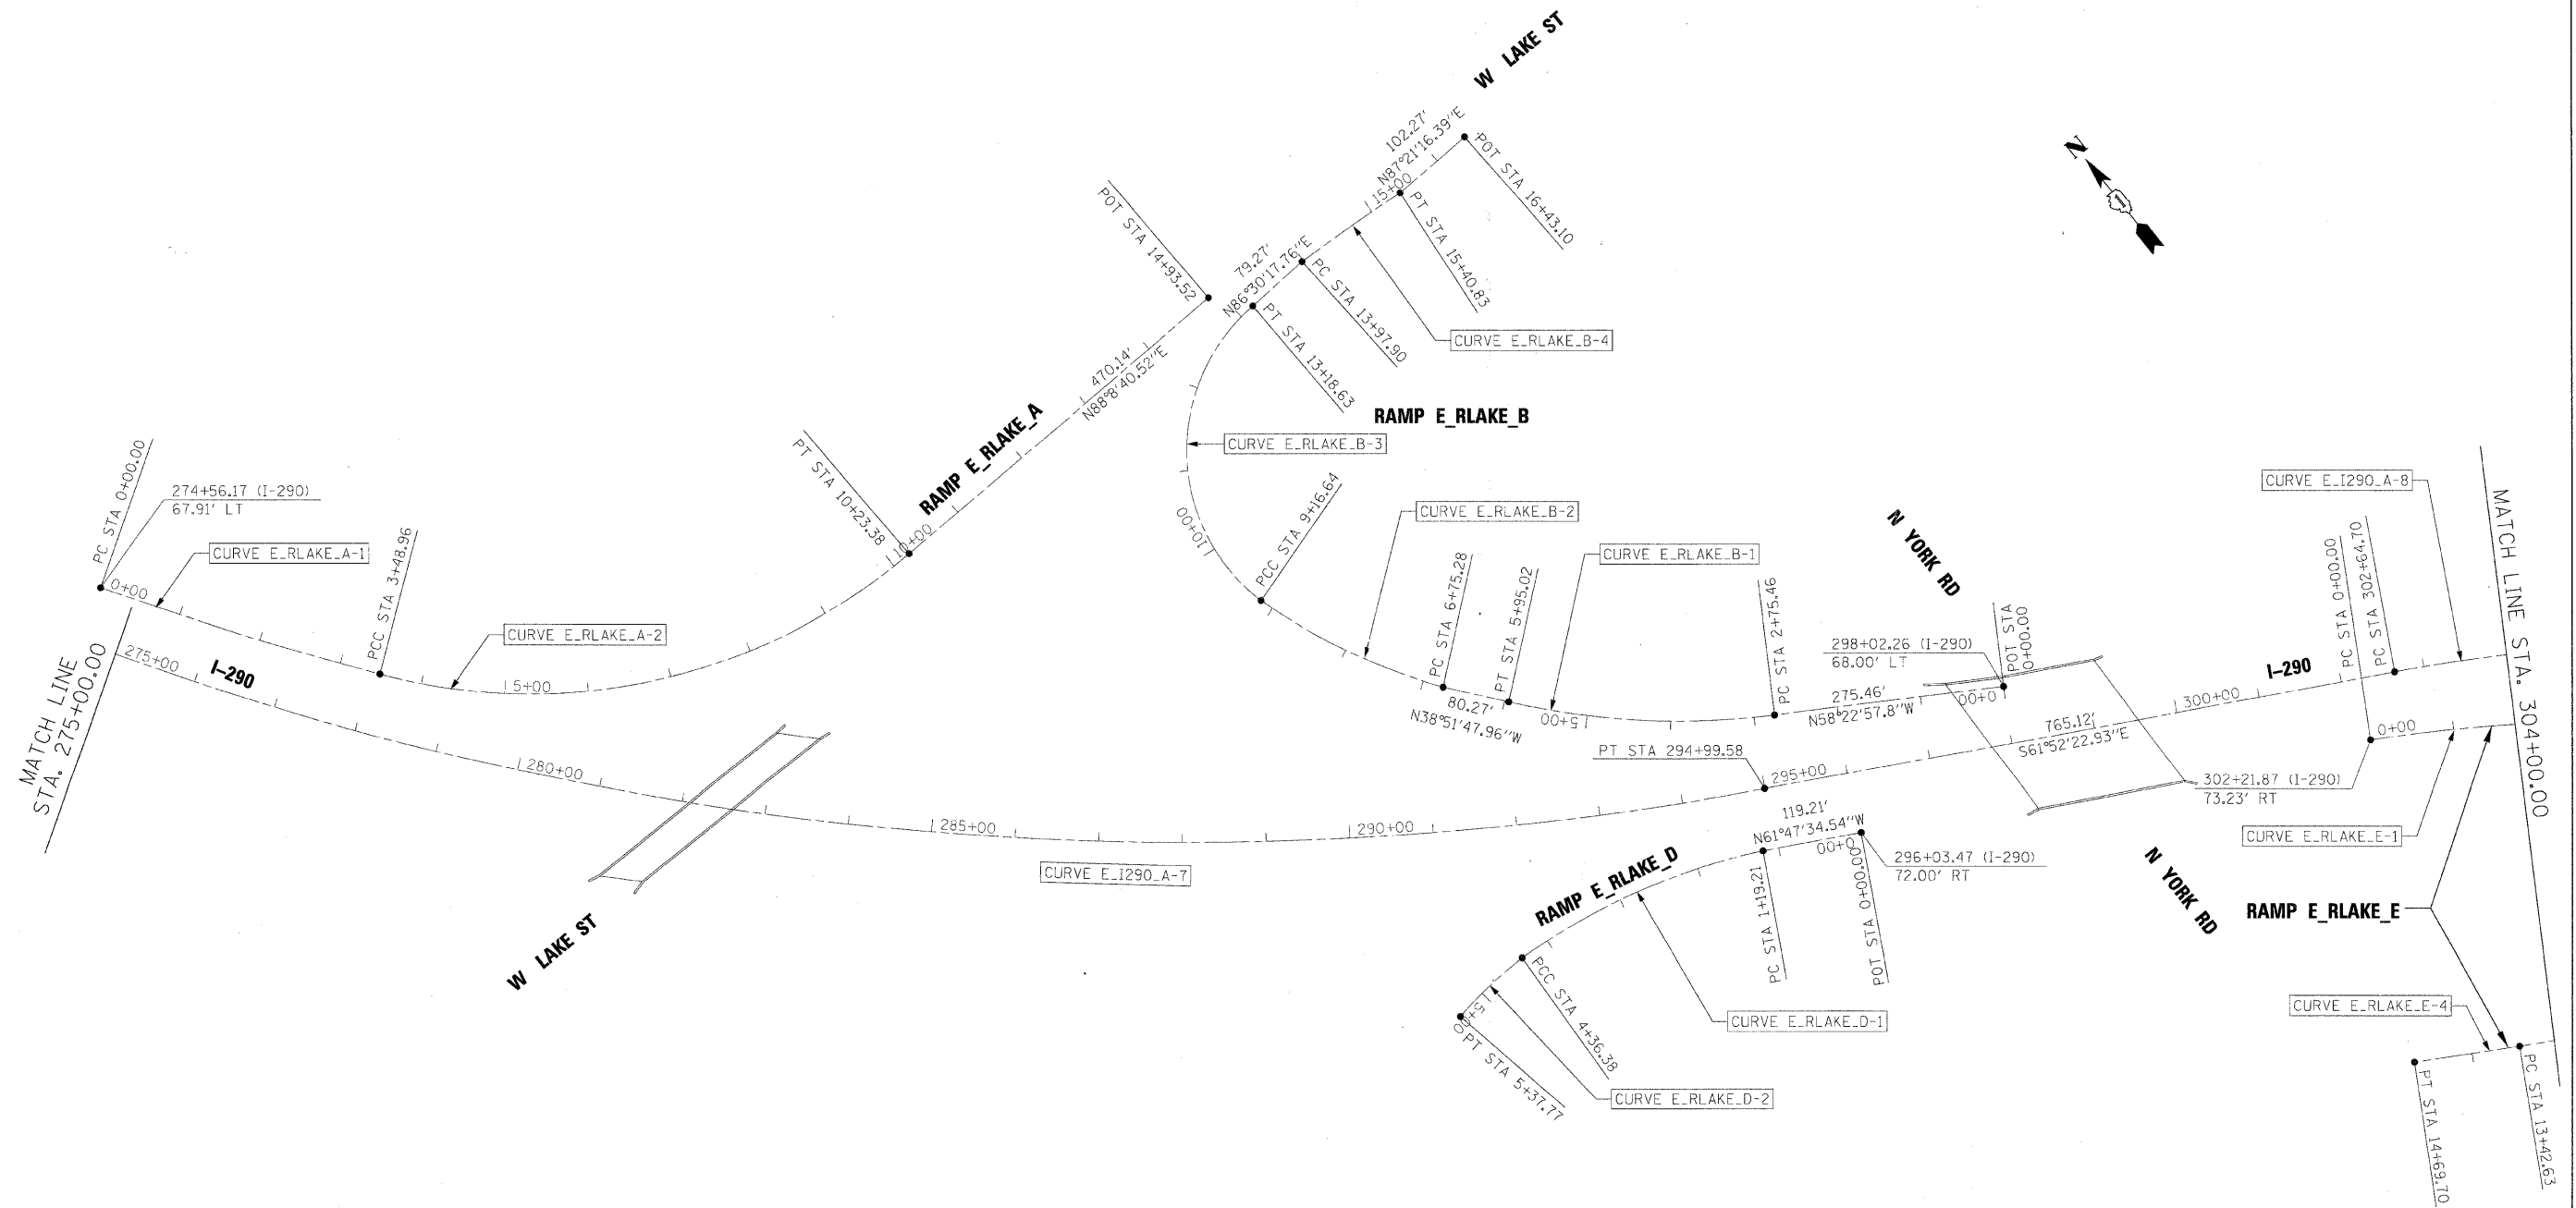 W LAKE ST
102.27'
N87°21'16.39"E
POT STA 16+43.10
15+00
PT STA 15+40.83
N
POT STA 14+93.52
79.27'
N86°30'17.76"E
PC STA 13+97.90
PT STA 13+18.63
CURVE E_RLAKE_B-4
470.14'
N88°8'40.52"E
RAMP E_RLAKE_A
RAMP E_RLAKE_B
CURVE E_RLAKE_B-3
PT STA 10+23.38
10+00
PC STA 0+00.00
274+56.17 (I-290)
67.91' LT
0+00
CURVE E_RLAKE_A-1
PCC STA 3+48.96
CURVE E_RLAKE_A-2
5+00
MATCH LINE
STA. 275+00.00
275+00
I-290
280+00
285+00
290+00
CURVE E_I290_A-7
W LAKE ST
10+00
PCC STA 9+16.64
CURVE E_RLAKE_B-2
PC STA 6+75.28
PT STA 5+95.02
CURVE E_RLAKE_B-1
80.27'
N38°51'47.96"W
5+00
PC STA 2+75.46
275.46'
N58°22'57.8"W
298+02.26 (I-290)
68.00' LT
POT STA
0+00.00
0+00
N YORK RD
PT STA 294+99.58
295+00
765.12'
S61°52'22.93"E
300+00
I-290
PC STA 0+00.00
PC STA 302+64.70
CURVE E_I290_A-8
MATCH LINE STA. 304+00.00
0+00
302+21.87 (I-290)
73.23' RT
CURVE E_RLAKE_E-1
119.21'
N61°47'34.54"W
0+00
296+03.47 (I-290)
72.00' RT
POT STA 0+00.00
PC STA 1+19.21
RAMP E_RLAKE_D
PCC STA 4+36.38
5+00
PT STA 5+37.77
CURVE E_RLAKE_D-1
CURVE E_RLAKE_D-2
N YORK RD
RAMP E_RLAKE_E
CURVE E_RLAKE_E-4
PT STA 14+69.70
PC STA 13+42.63